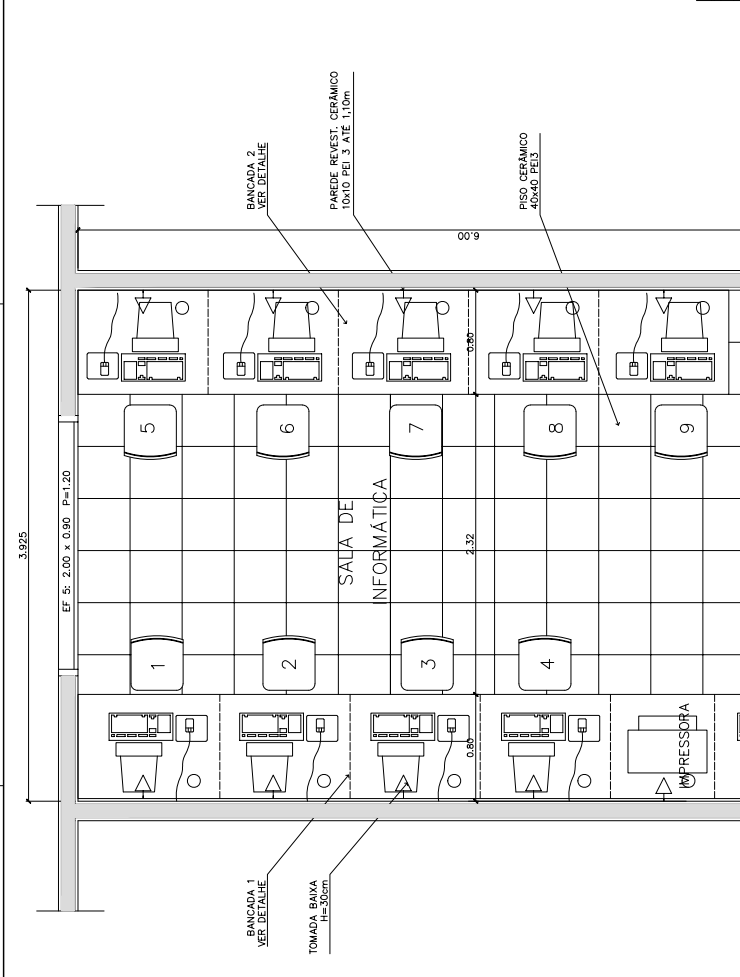 BANCADA 2
VER DETALHE
PAREDE REVEST. CERÂMICO
10x10 PEI 3 ATÉ 1,10m
PISO CERÂMICO
40x40 PEI3
6.00
3.925
EF 5: 2.00 x 0.90 P=1.20
0.80
5
6
7
8
9
SALA DE
INFORMÁTICA
2.32
1
2
3
4
0.80
IMPRESSORA
BANCADA 1
VER DETALHE
TOMADA BAIXA
H=30cm